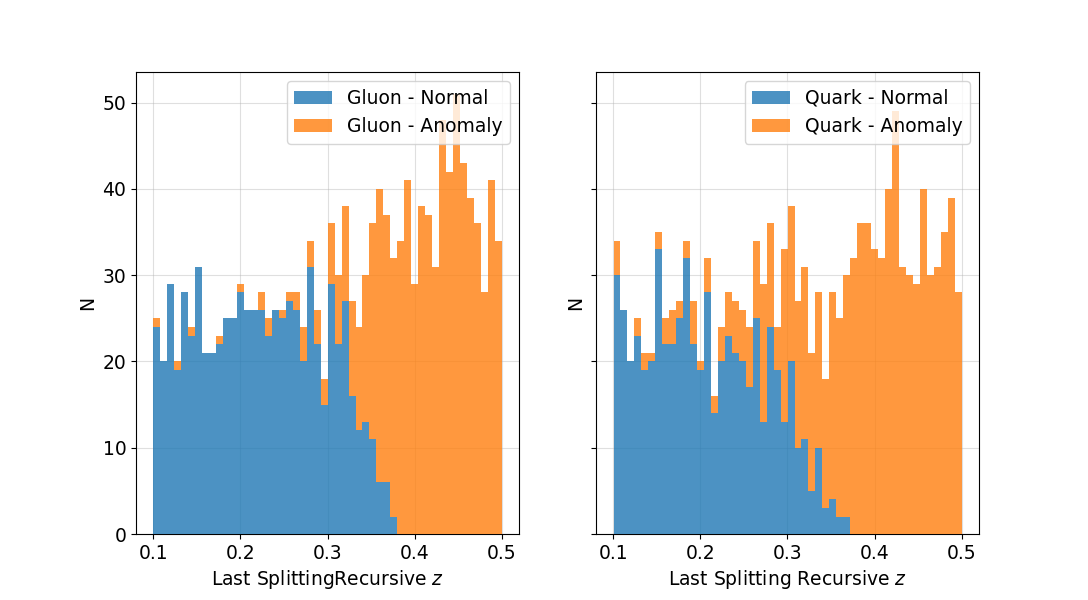 Gluon - Normal
Gluon - Anomaly
50
40
30
20
10
0
N
0.1 0.2 0.3 0.4 0.5
Last SplittingRecursive z
Quark - Normal
Quark - Anomaly
N
0.1 0.2 0.3 0.4 0.5
Last Splitting Recursive z